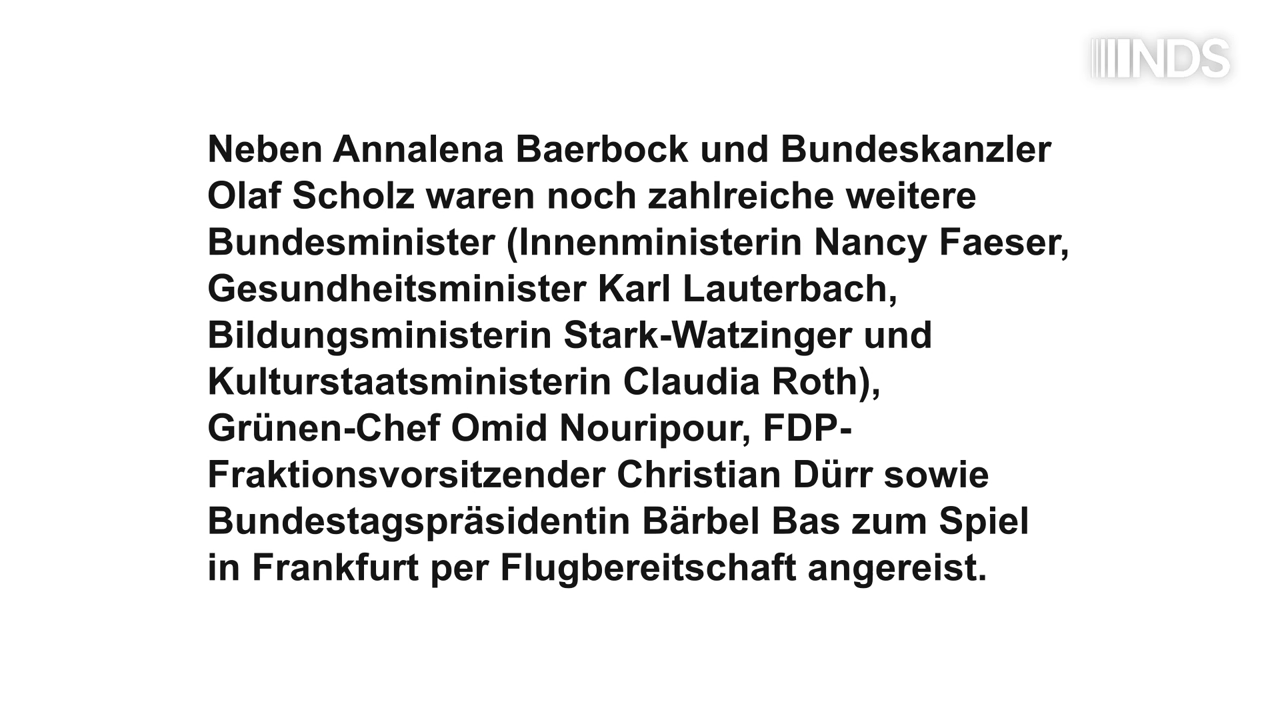 NDS
Neben Annalena Baerbock und Bundeskanzler
Olaf Scholz waren noch zahlreiche weitere
Bundesminister (Innenministerin Nancy Faeser,
Gesundheitsminister Karl Lauterbach,
Bildungsministerin Stark-Watzinger und
Kulturstaatsministerin Claudia Roth),
Grünen-Chef Omid Nouripour, FDP-
Fraktionsvorsitzender Christian Dürr sowie
Bundestagspräsidentin Bärbel Bas zum Spiel
in Frankfurt per Flugbereitschaft angereist.